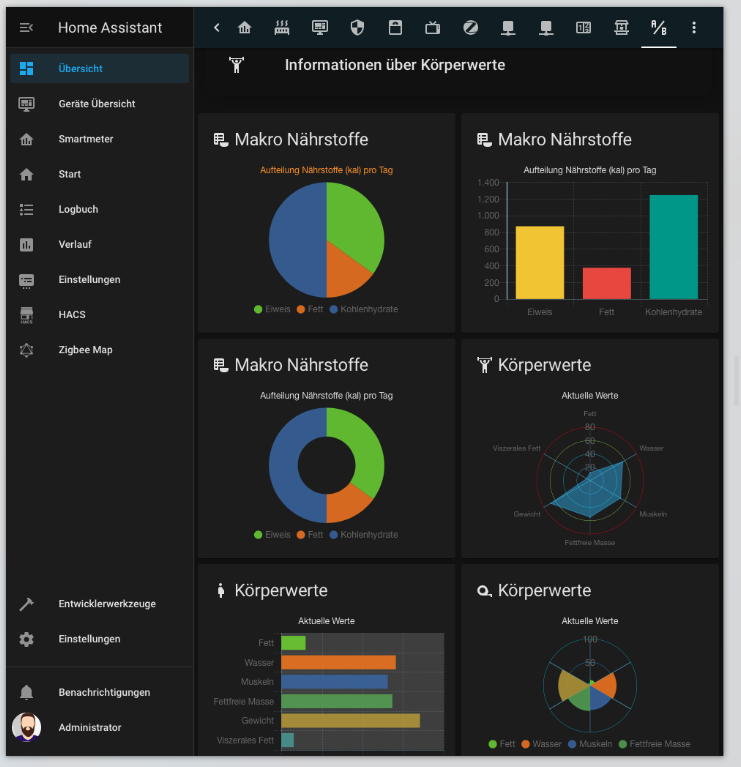 Home Assistant
Übersicht
Geräte Übersicht
Smartmeter
Start
Logbuch
Verlauf
Einstellungen
HACS
HACS
Zigbee Map
Entwicklerwerkzeuge
Einstellungen
Benachrichtigungen
Administrator
A/B
Informationen über Körperwerte
Makro Nährstoffe
Aufteilung Nährstoffe (kal) pro Tag
Eiweis Fett Kohlenhydrate
Makro Nährstoffe
Aufteilung Nährstoffe (kal) pro Tag
1.400
1.200
1.000
800
600
400
200
0
Eiweis Fett Kohlenhydrate
Makro Nährstoffe
Aufteilung Nährstoffe (kal) pro Tag
Eiweis Fett Kohlenhydrate
Körperwerte
Aktuelle Werte
Fett
80
60
40
20
Viszerales Fett
Wasser
Gewicht
Muskeln
Fettfreie Masse
Körperwerte
Aktuelle Werte
Fett
Wasser
Muskeln
Fettfreie Masse
Gewicht
Viszerales Fett
Körperwerte
Aktuelle Werte
100
50
Fett Wasser Muskeln Fettfreie Masse